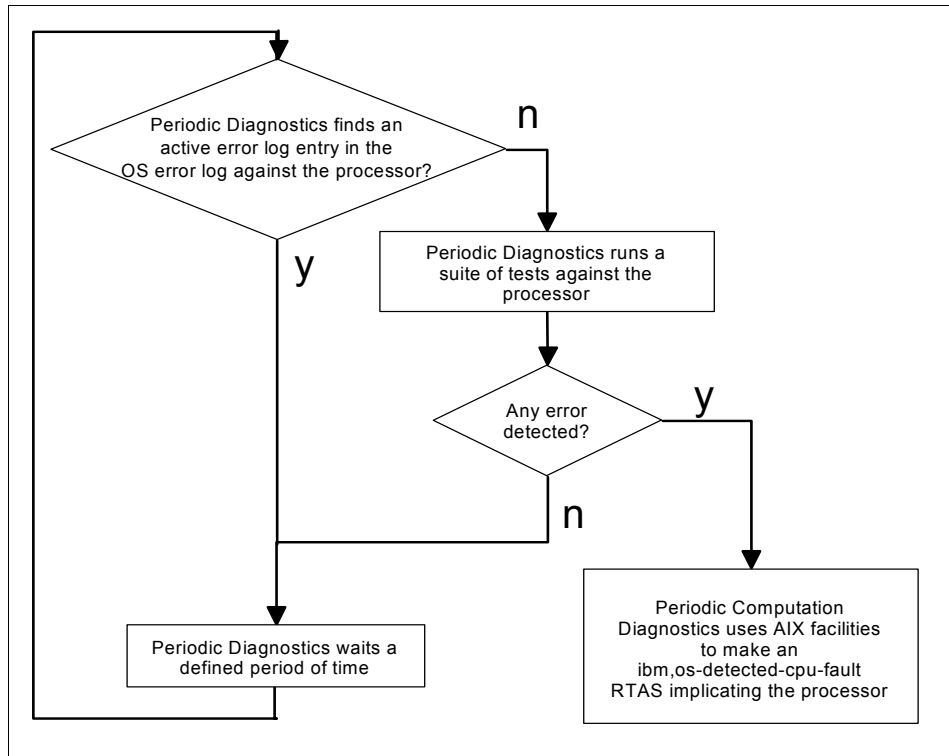 Periodic Diagnostics finds an
active error log entry in the
OS error log against the processor?
n
y
Periodic Diagnostics runs a
suite of tests against the
processor
Any error
detected?
y
n
Periodic Diagnostics waits a
defined period of time
Periodic Computation
Diagnostics uses AIX facilities
to make an
ibm,os-detected-cpu-fault
RTAS implicating the processor